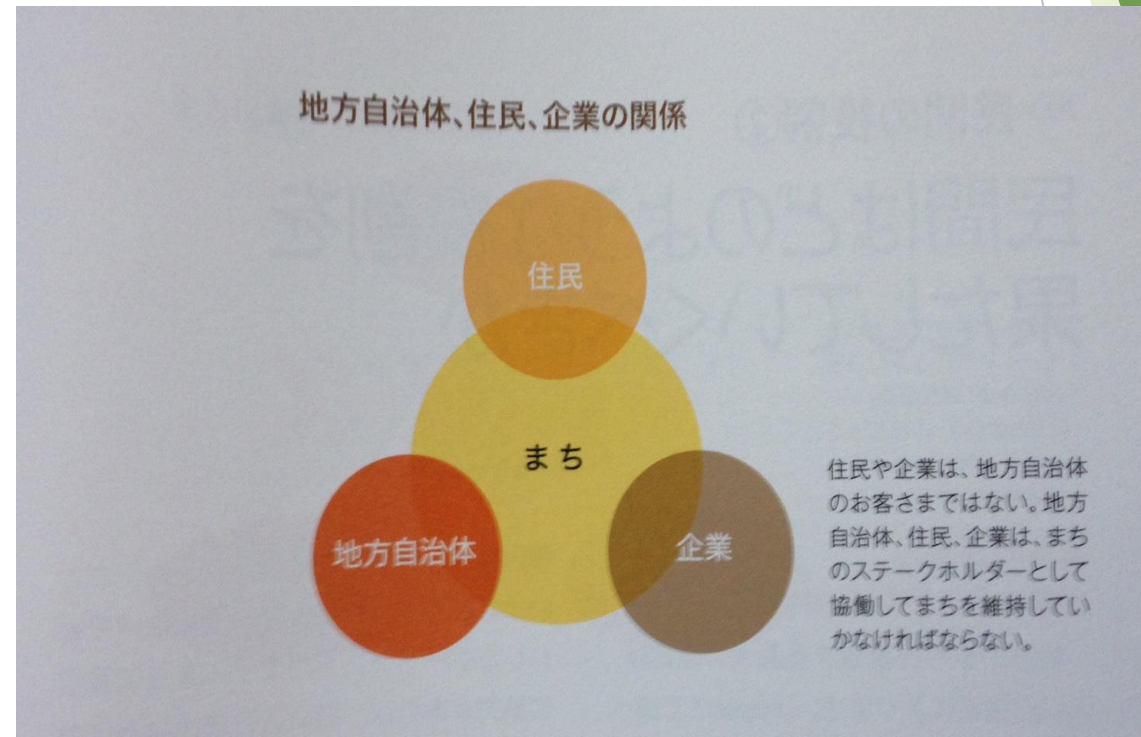 地方自治体、住民、企業の関係
住民
まち
地方自治体
企業
住民や企業は、地方自治体
のお客さまではない。地方
自治体、住民、企業は、まち
のステークホルダーとして
協働してまちを維持してい
かなければならない。